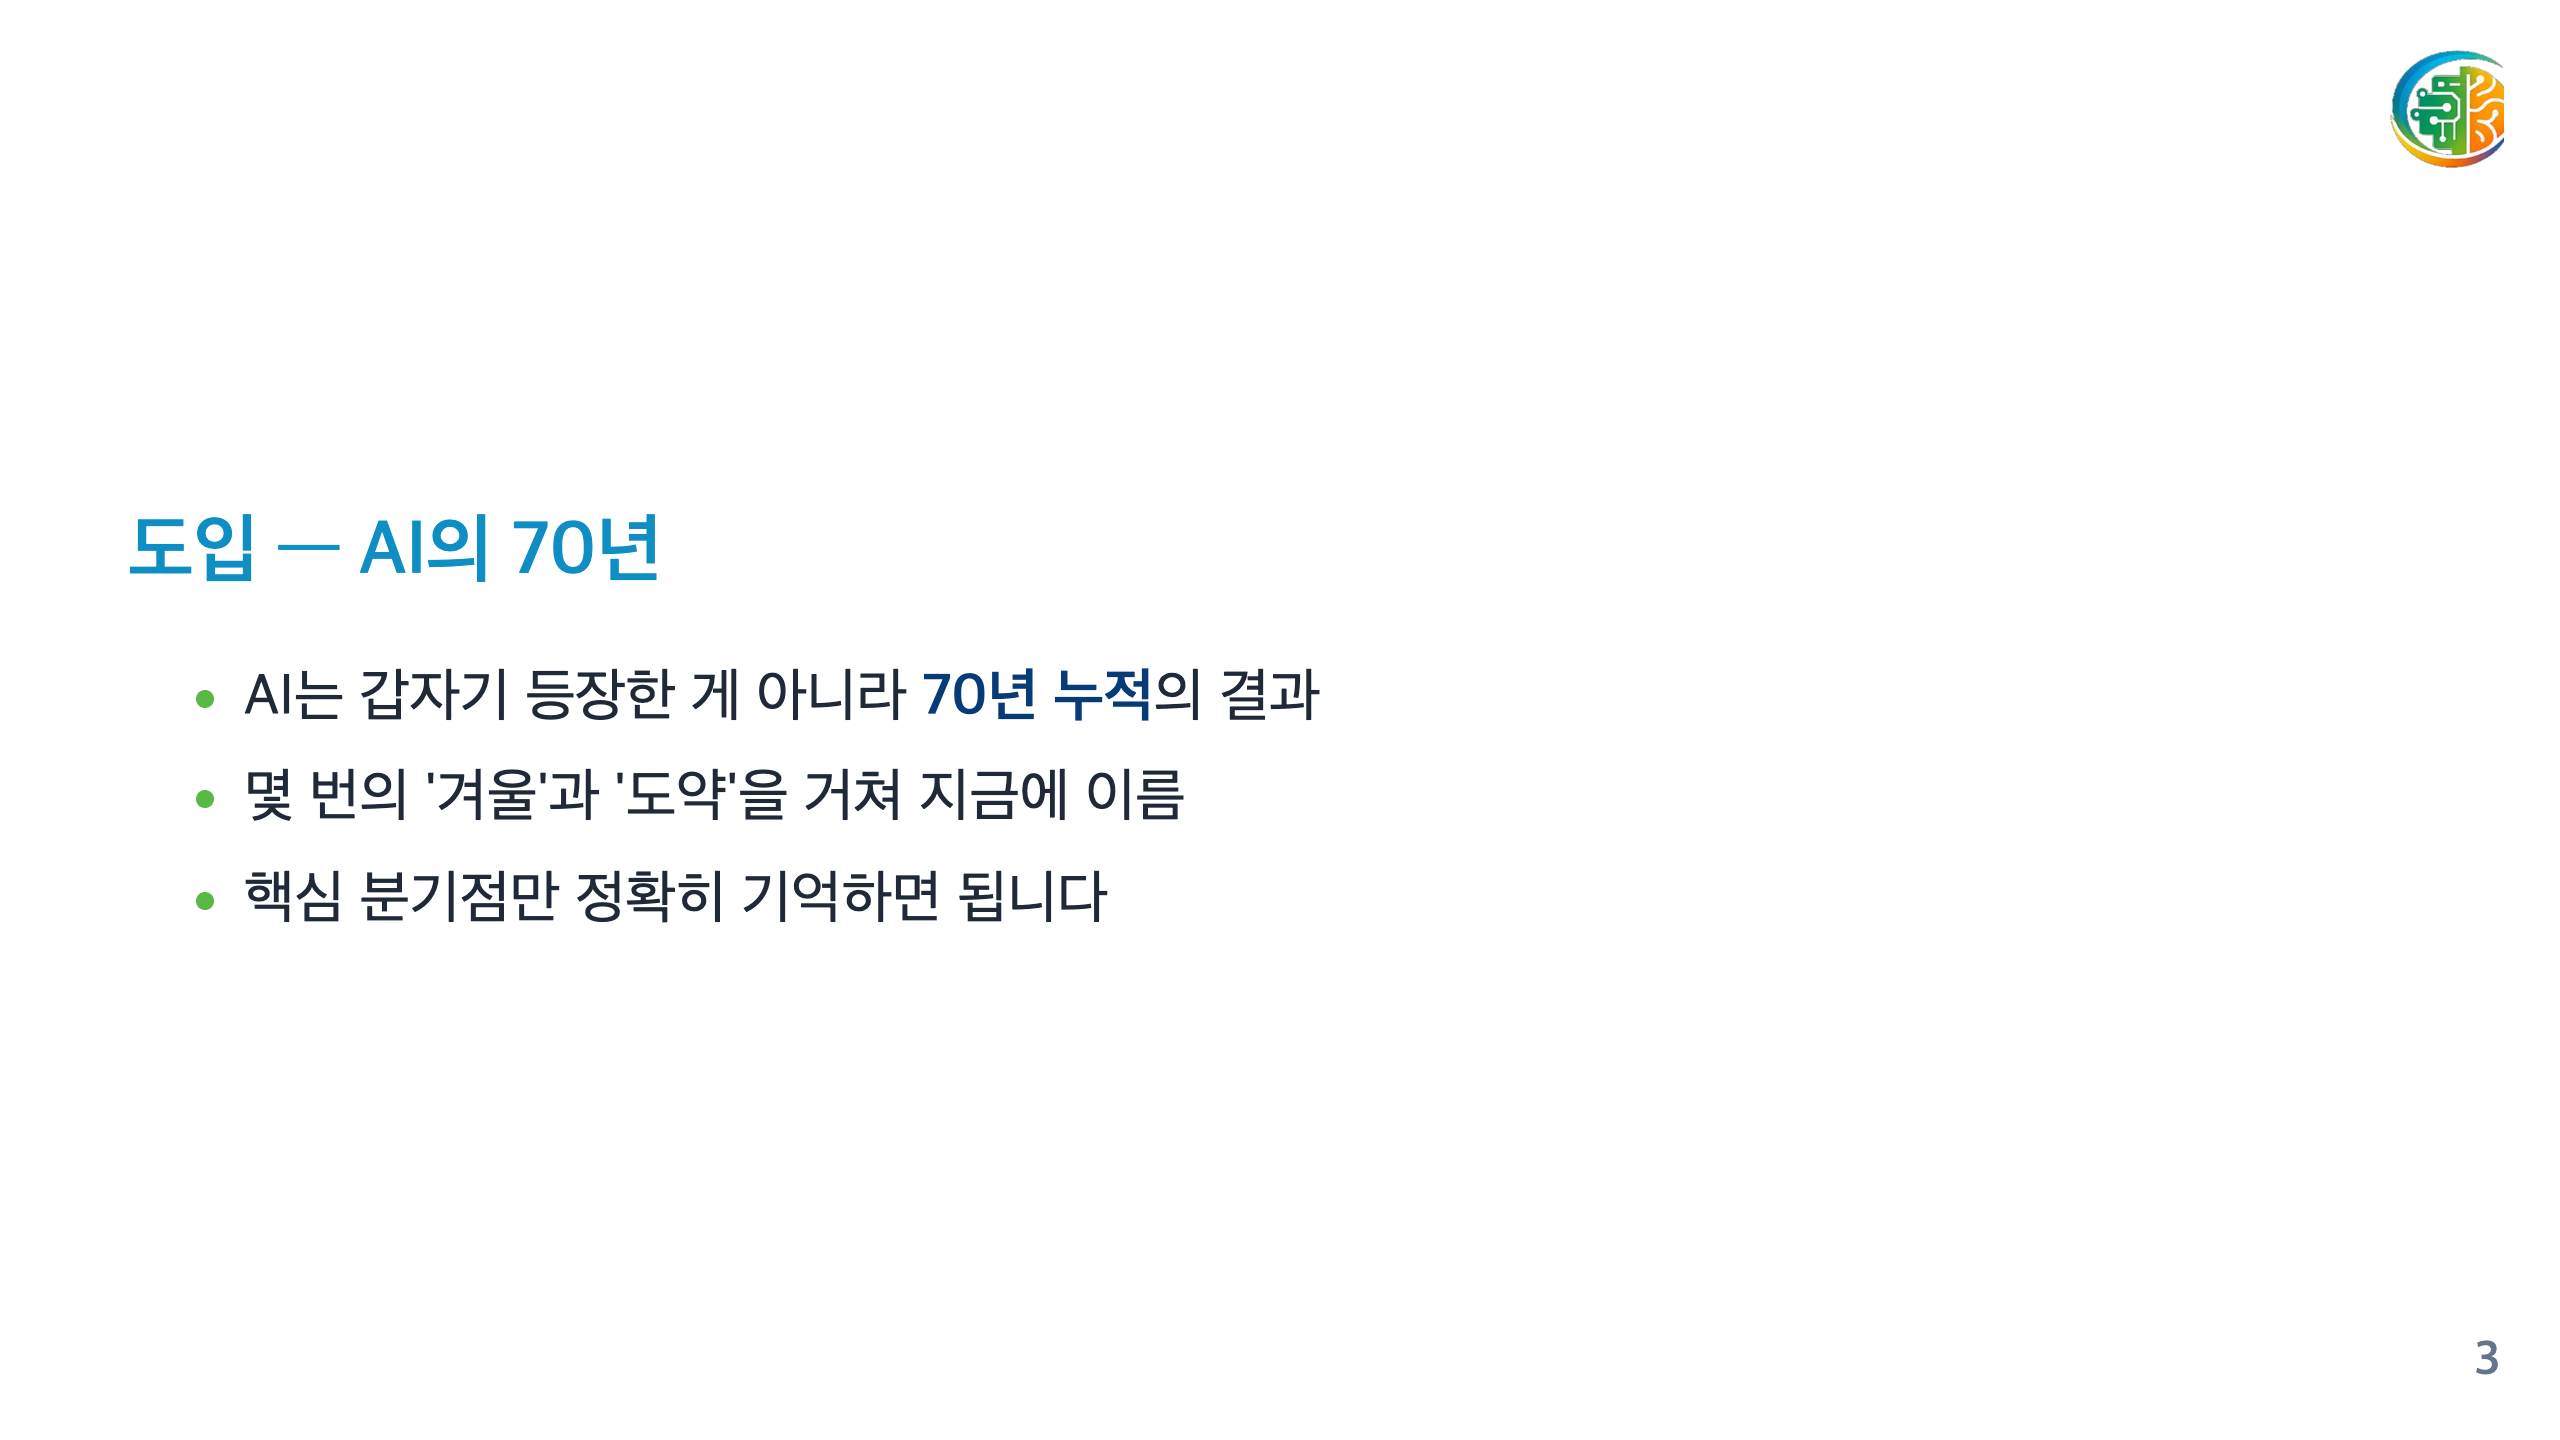 도입 — AI의 70년
• AI는 갑자기 등장한 게 아니라 70년 누적의 결과
• 몇 번의 '겨울'과 '도약'을 거쳐 지금에 이름
• 핵심 분기점만 정확히 기억하면 됩니다
3